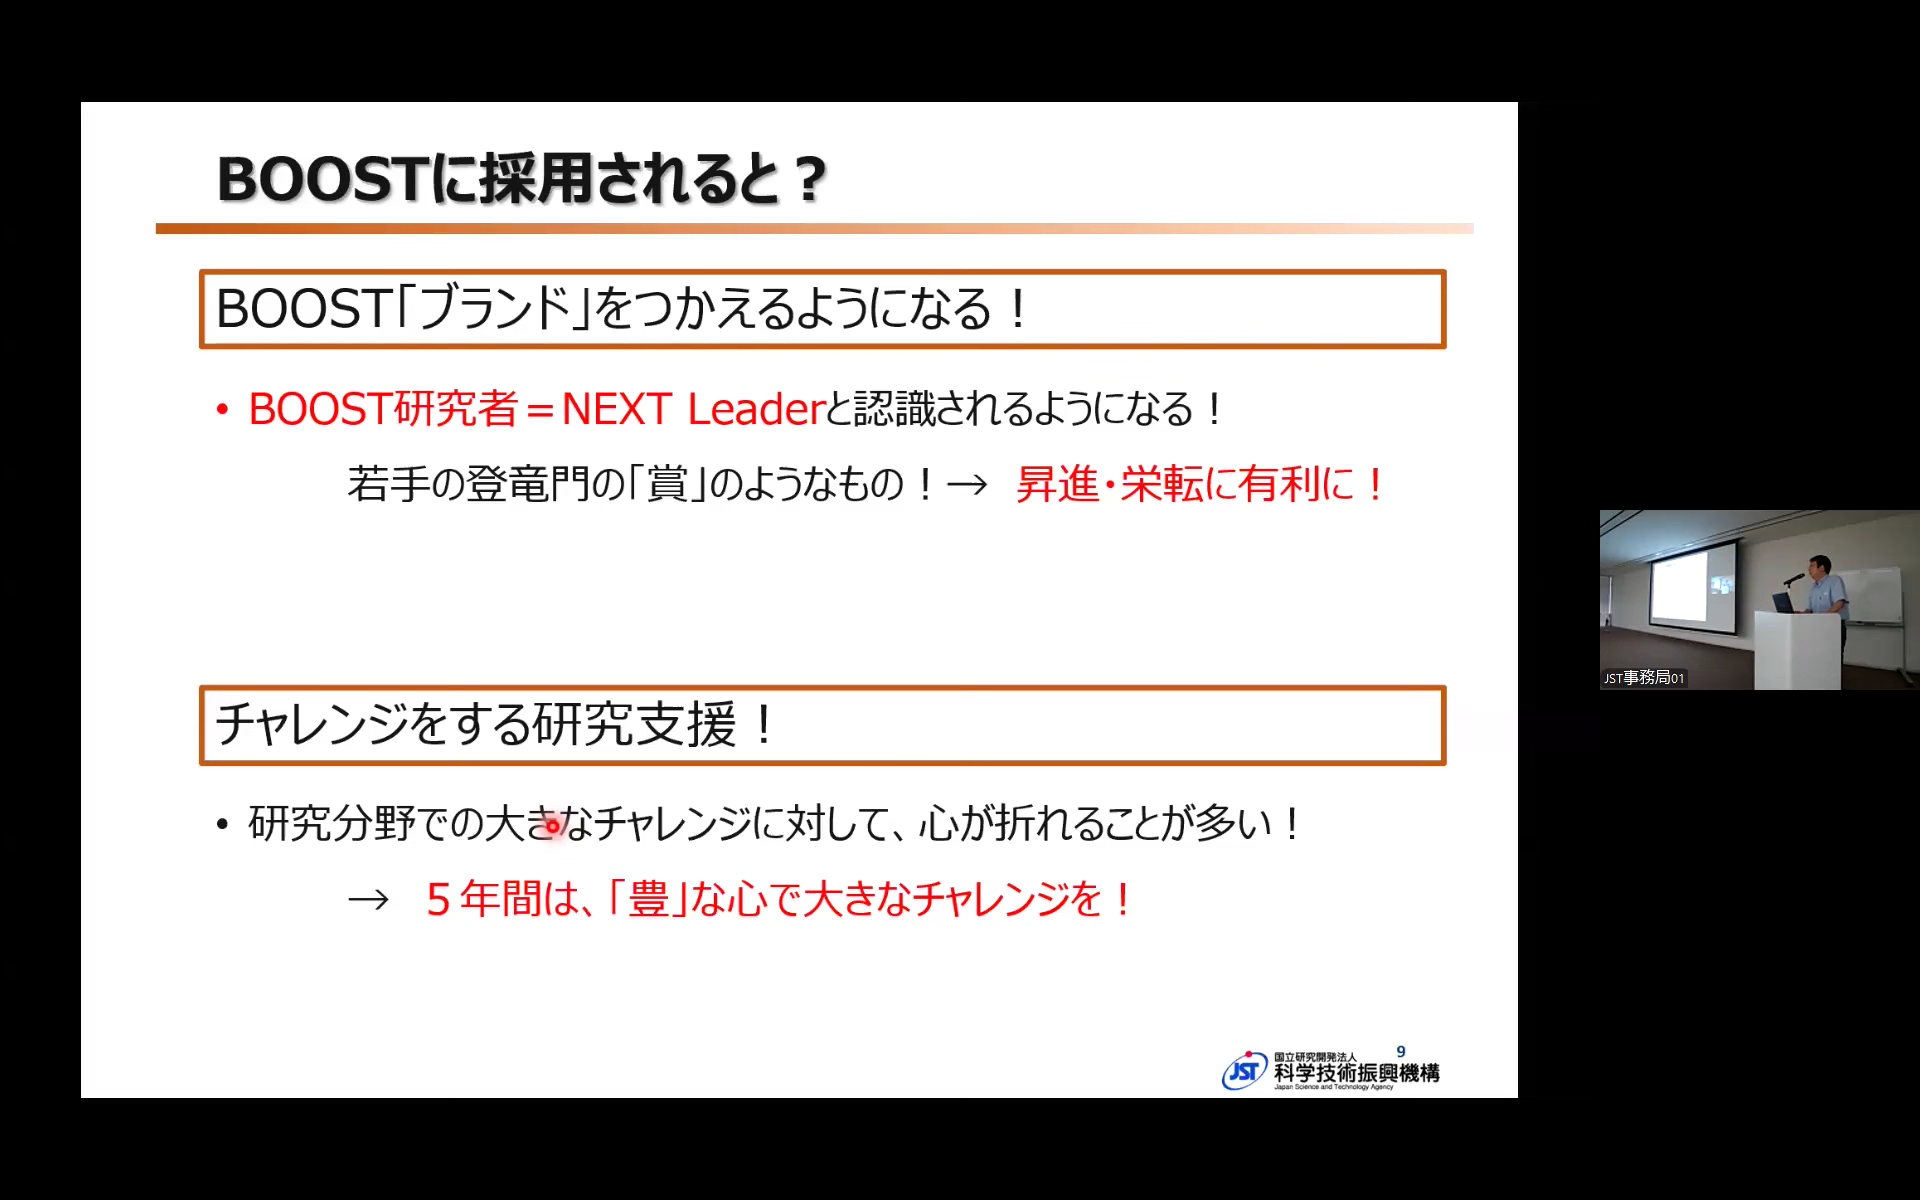 BOOSTに採用されると？
BOOST「ブランド」をつかえるようになる！
• BOOST研究者＝NEXT Leaderと認識されるようになる！
若手の登竜門の「賞」のようなもの！→ 昇進・栄転に有利に！
チャレンジをする研究支援！
• 研究分野での大きなチャレンジに対して、心が折れることが多い！
→ ５年間は、「豊」な心で大きなチャレンジを！
JST
国立研究開発法人
科学技術振興機構
Japan Science and Technology Agency
9
JST事務局01